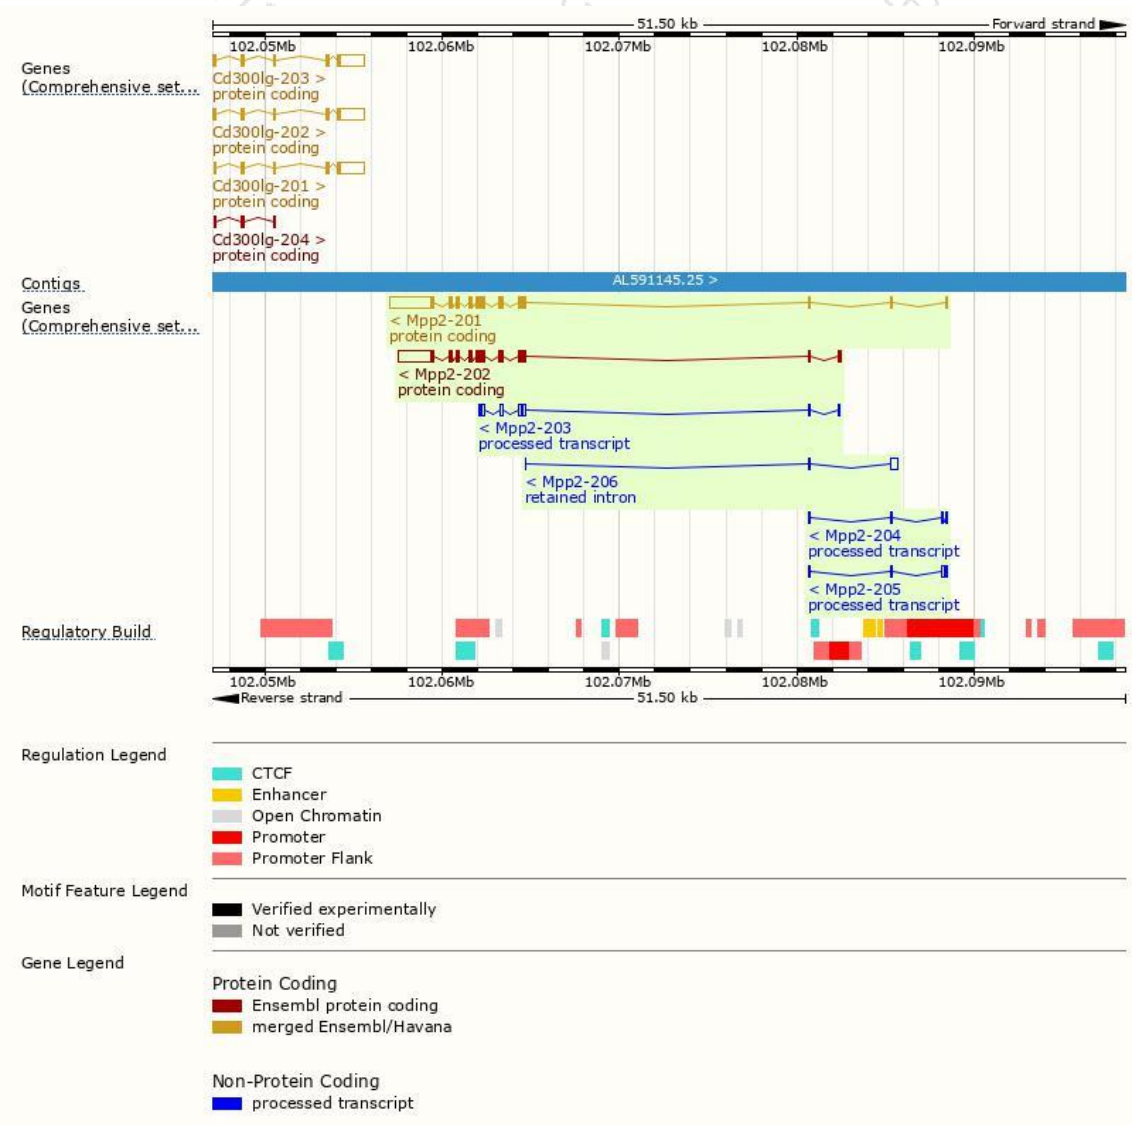 51.50 kb Forward strand
102.05Mb 102.06Mb 102.07Mb 102.08Mb 102.09Mb
Genes
(Comprehensive set...
Cd300lg-203 >
protein coding
Cd300lg-202 >
protein coding
Cd300lg-201 >
protein coding
Cd300lg-204 >
protein coding
Contigs
AL591145.25 >
Genes
(Comprehensive set...
< Mpp2-201
protein coding
< Mpp2-202
protein coding
< Mpp2-203
processed transcript
< Mpp2-206
retained intron
< Mpp2-204
processed transcript
< Mpp2-205
processed transcript
Regulatory Build
102.05Mb 102.06Mb 102.07Mb 102.08Mb 102.09Mb
Reverse strand 51.50 kb
Regulation Legend
CTCF
Enhancer
Open Chromatin
Promoter
Promoter Flank
Motif Feature Legend
Verified experimentally
Not verified
Gene Legend
Protein Coding
Ensembl protein coding
merged Ensembl/Havana
Non-Protein Coding
processed transcript